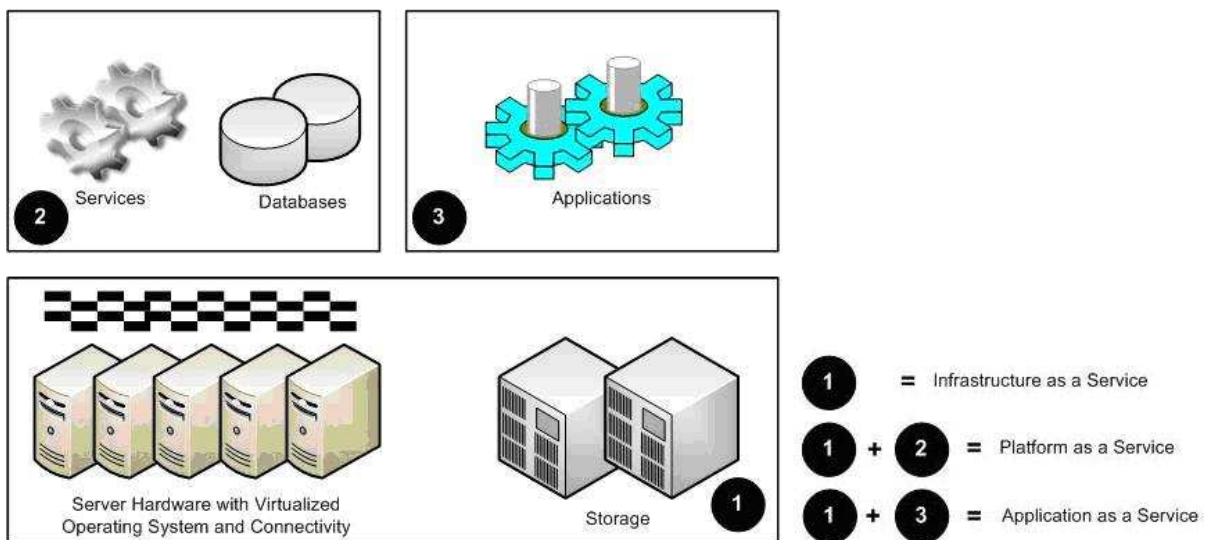 Services
Databases
2
Applications
3
Server Hardware with Virtualized
Operating System and Connectivity
Storage
1
1 = Infrastructure as a Service
1 + 2 = Platform as a Service
1 + 3 = Application as a Service